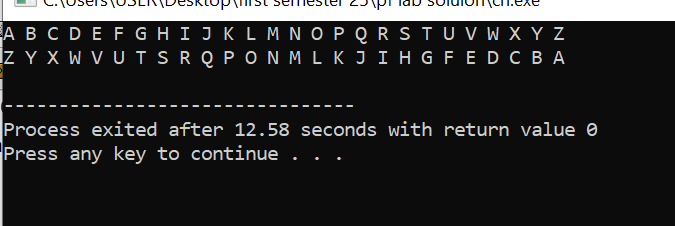 C:\Users\USER\Desktop\first semester 25\pf lab solution\ch.exe
A B C D E F G H I J K L M N O P Q R S T U V W X Y Z
Z Y X W V U T S R Q P O N M L K J I H G F E D C B A
--------------------------------
Process exited after 12.58 seconds with return value 0
Press any key to continue . . .